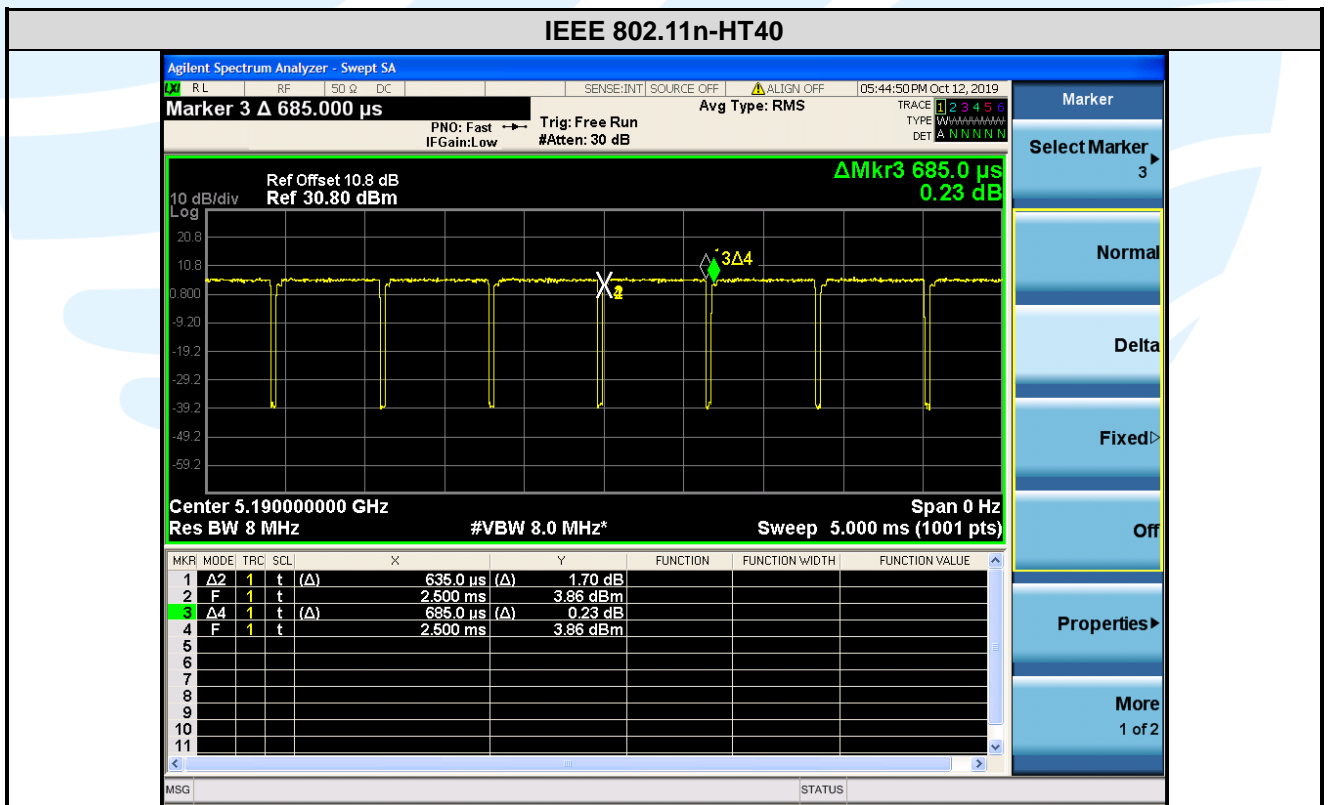 IEEE 802.11n-HT40
Agilent Spectrum Analyzer - Swept SA
LXI RL RF 50 Ω DC SENSE:INT SOURCE OFF ALIGN OFF 05:44:50 PM Oct 12, 2019
Marker 3 Δ 685.000 µs
PNO: Fast
IFGain:Low
Trig: Free Run
#Atten: 30 dB
Avg Type: RMS
TRACE 1 2 3 4 5 6
TYPE
DET A N N N N N
ΔMkr3 685.0 µs
0.23 dB
Ref Offset 10.8 dB
10 dB/div Ref 30.80 dBm
Log
20.8
10.8
0.800
-9.20
-19.2
-29.2
-39.2
-49.2
-59.2
3Δ4
Center 5.190000000 GHz Span 0 Hz
Res BW 8 MHz #VBW 8.0 MHz* Sweep 5.000 ms (1001 pts)
MKR MODE TRC SCL X Y FUNCTION FUNCTION WIDTH FUNCTION VALUE
1 Δ2 1 t (Δ) 635.0 µs (Δ) 1.70 dB
2 F 1 t 2.500 ms 3.86 dBm
3 Δ4 1 t (Δ) 685.0 µs (Δ) 0.23 dB
4 F 1 t 2.500 ms 3.86 dBm
5
6
7
8
9
10
11
MSG STATUS
Marker
Select Marker
3
Normal
Delta
Fixed
Off
Properties
More
1 of 2